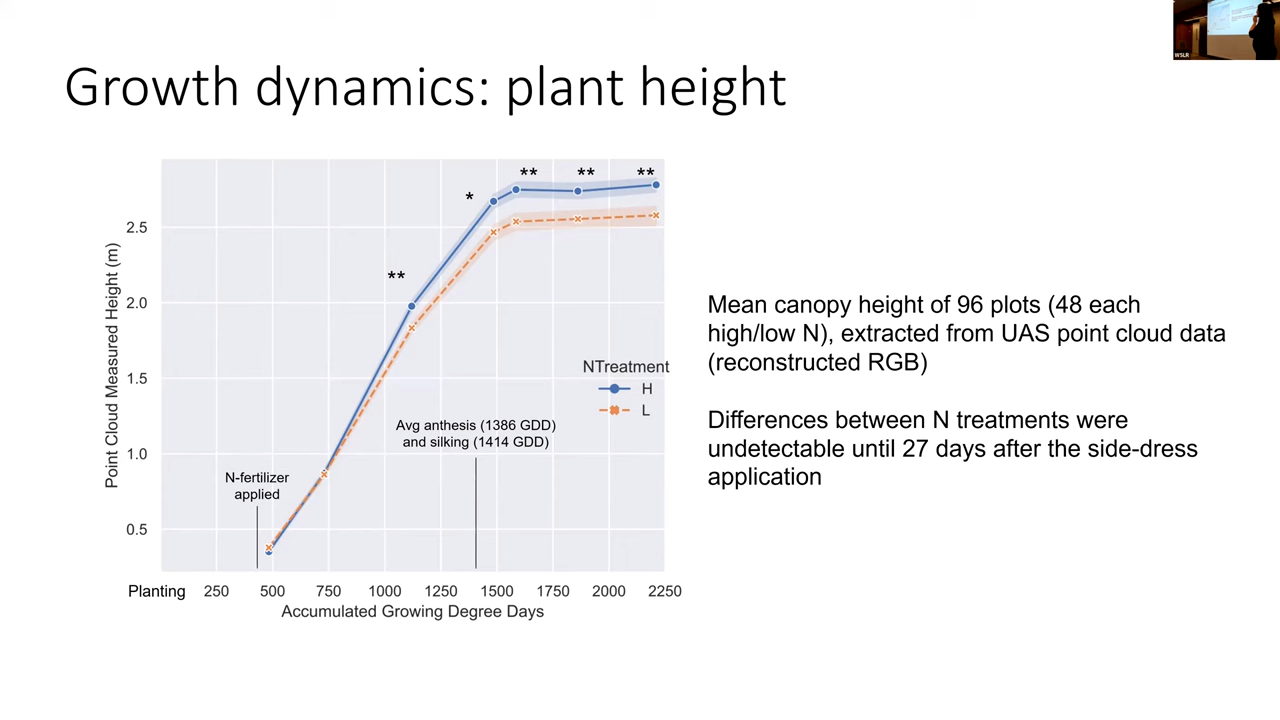 WSLR
Growth dynamics: plant height
** ** **
*
**
2.5
2.0
1.5
1.0
0.5
Point Cloud Measured Height (m)
NTreatment
H
L
Avg anthesis (1386 GDD)
and silking (1414 GDD)
N-fertilizer
applied
Planting 250 500 750 1000 1250 1500 1750 2000 2250
Accumulated Growing Degree Days
Mean canopy height of 96 plots (48 each
high/low N), extracted from UAS point cloud data
(reconstructed RGB)
Differences between N treatments were
undetectable until 27 days after the side-dress
application